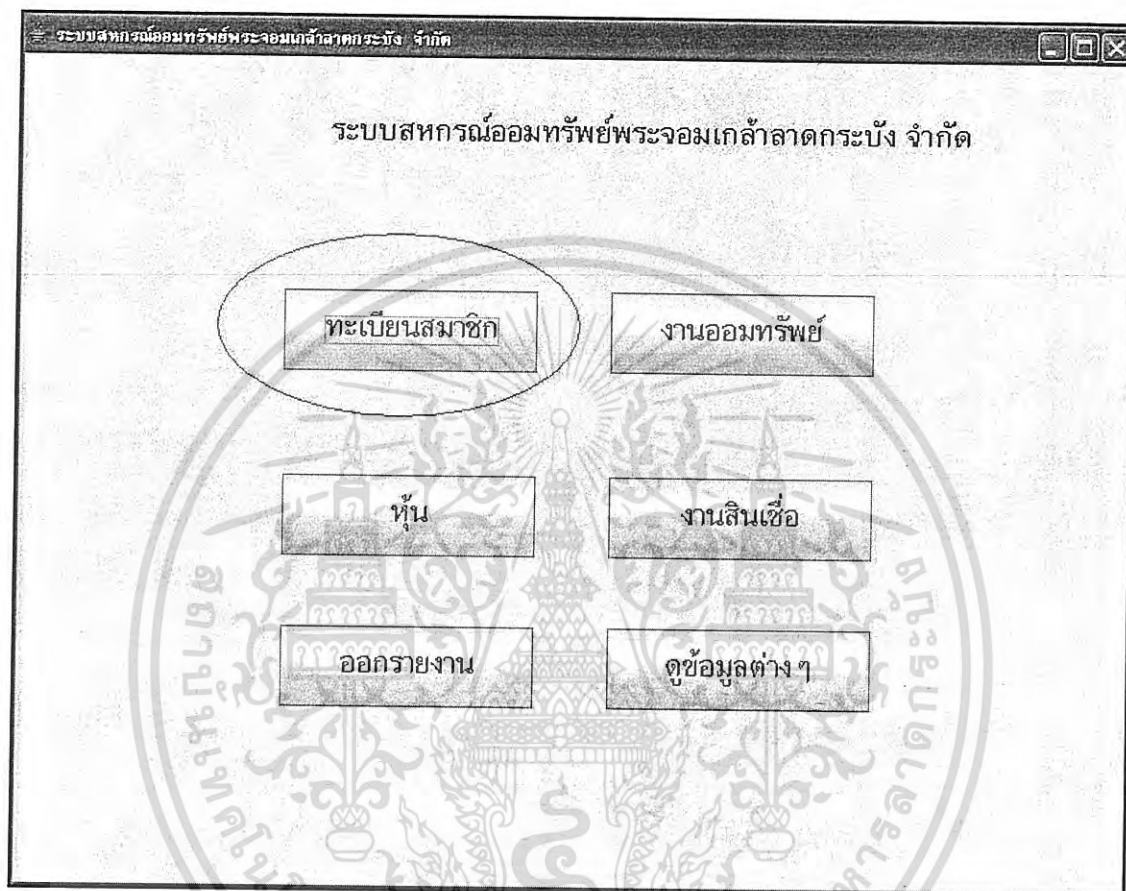 ระบบสหกรณ์ออมทรัพย์พระจอมเกล้าลาดกระบัง จำกัด
ระบบสหกรณ์ออมทรัพย์พระจอมเกล้าลาดกระบัง จำกัด
ทะเบียนสมาชิก
งานออมทรัพย์
หุ้น
งานสินเชื่อ
ออกรายงาน
ดูข้อมูลต่าง ๆ